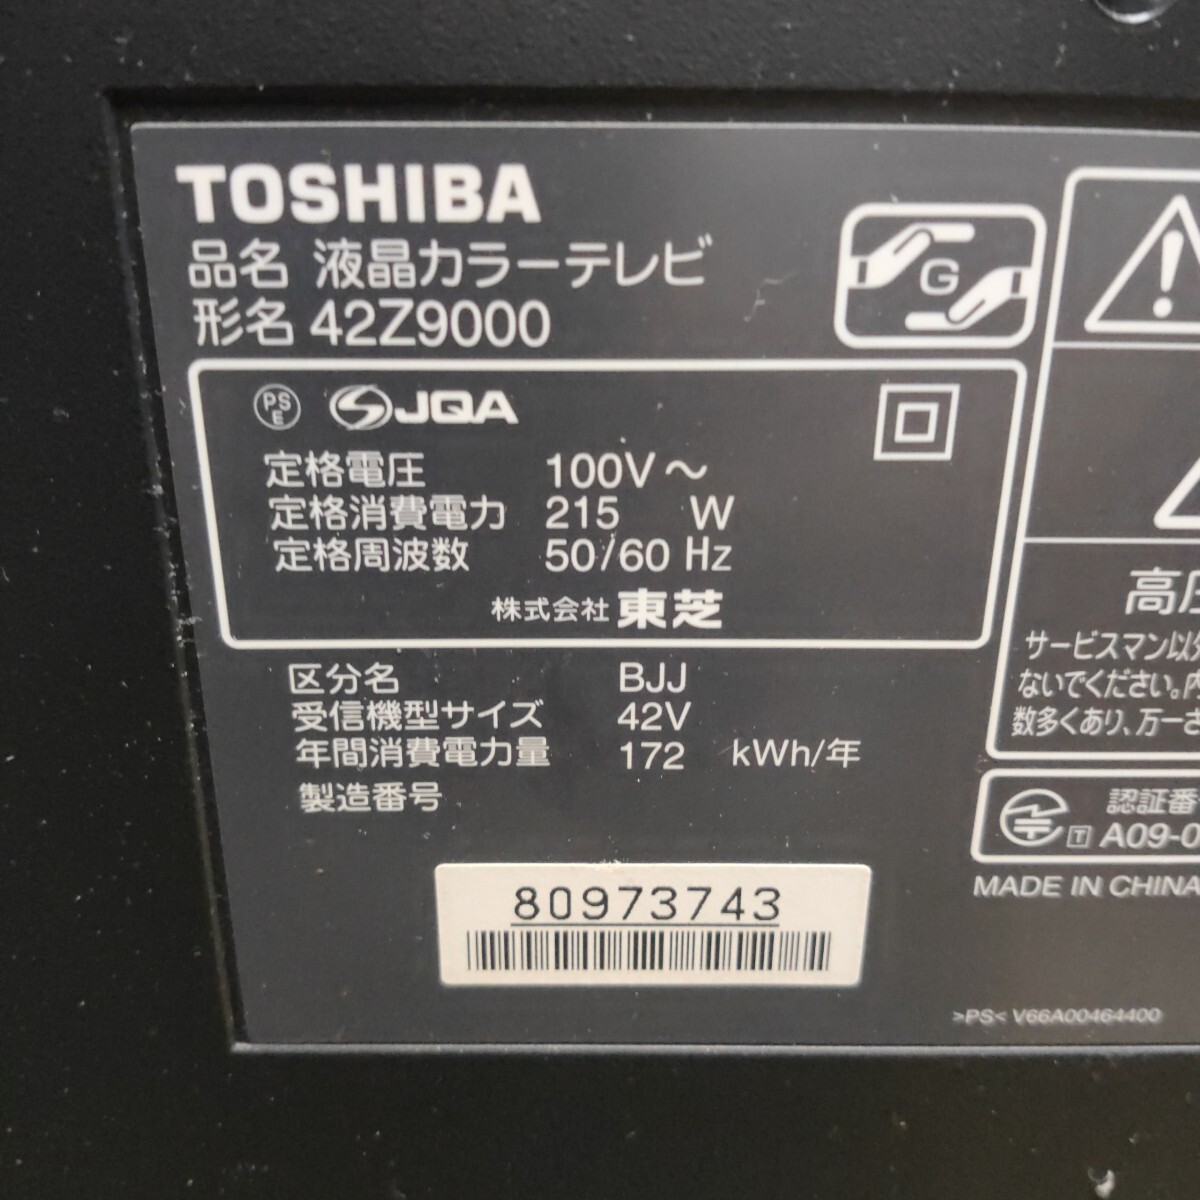 TOSHIBA
品名 液晶カラーテレビ
形名 42Z9000
G
PS
E
JQA
定格電圧 100V～
定格消費電力 215 W
定格周波数 50/60 Hz
株式会社 東芝
区分名 BJJ
受信機型サイズ 42V
年間消費電力量 172 kWh/年
製造番号
80973743
高圧
サービスマン以外
ないでください。内
数多くあり、万一さ
認証番
T A09-0
MADE IN CHINA
>PS< V66A00464400